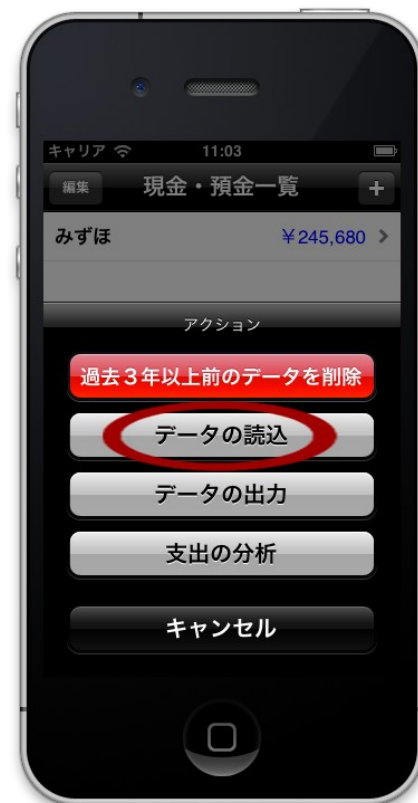 キャリア 11:03
編集 現金・預金一覧 +
みずほ ￥245,680
アクション
過去３年以上前のデータを削除
データの読込
データの出力
支出の分析
キャンセル